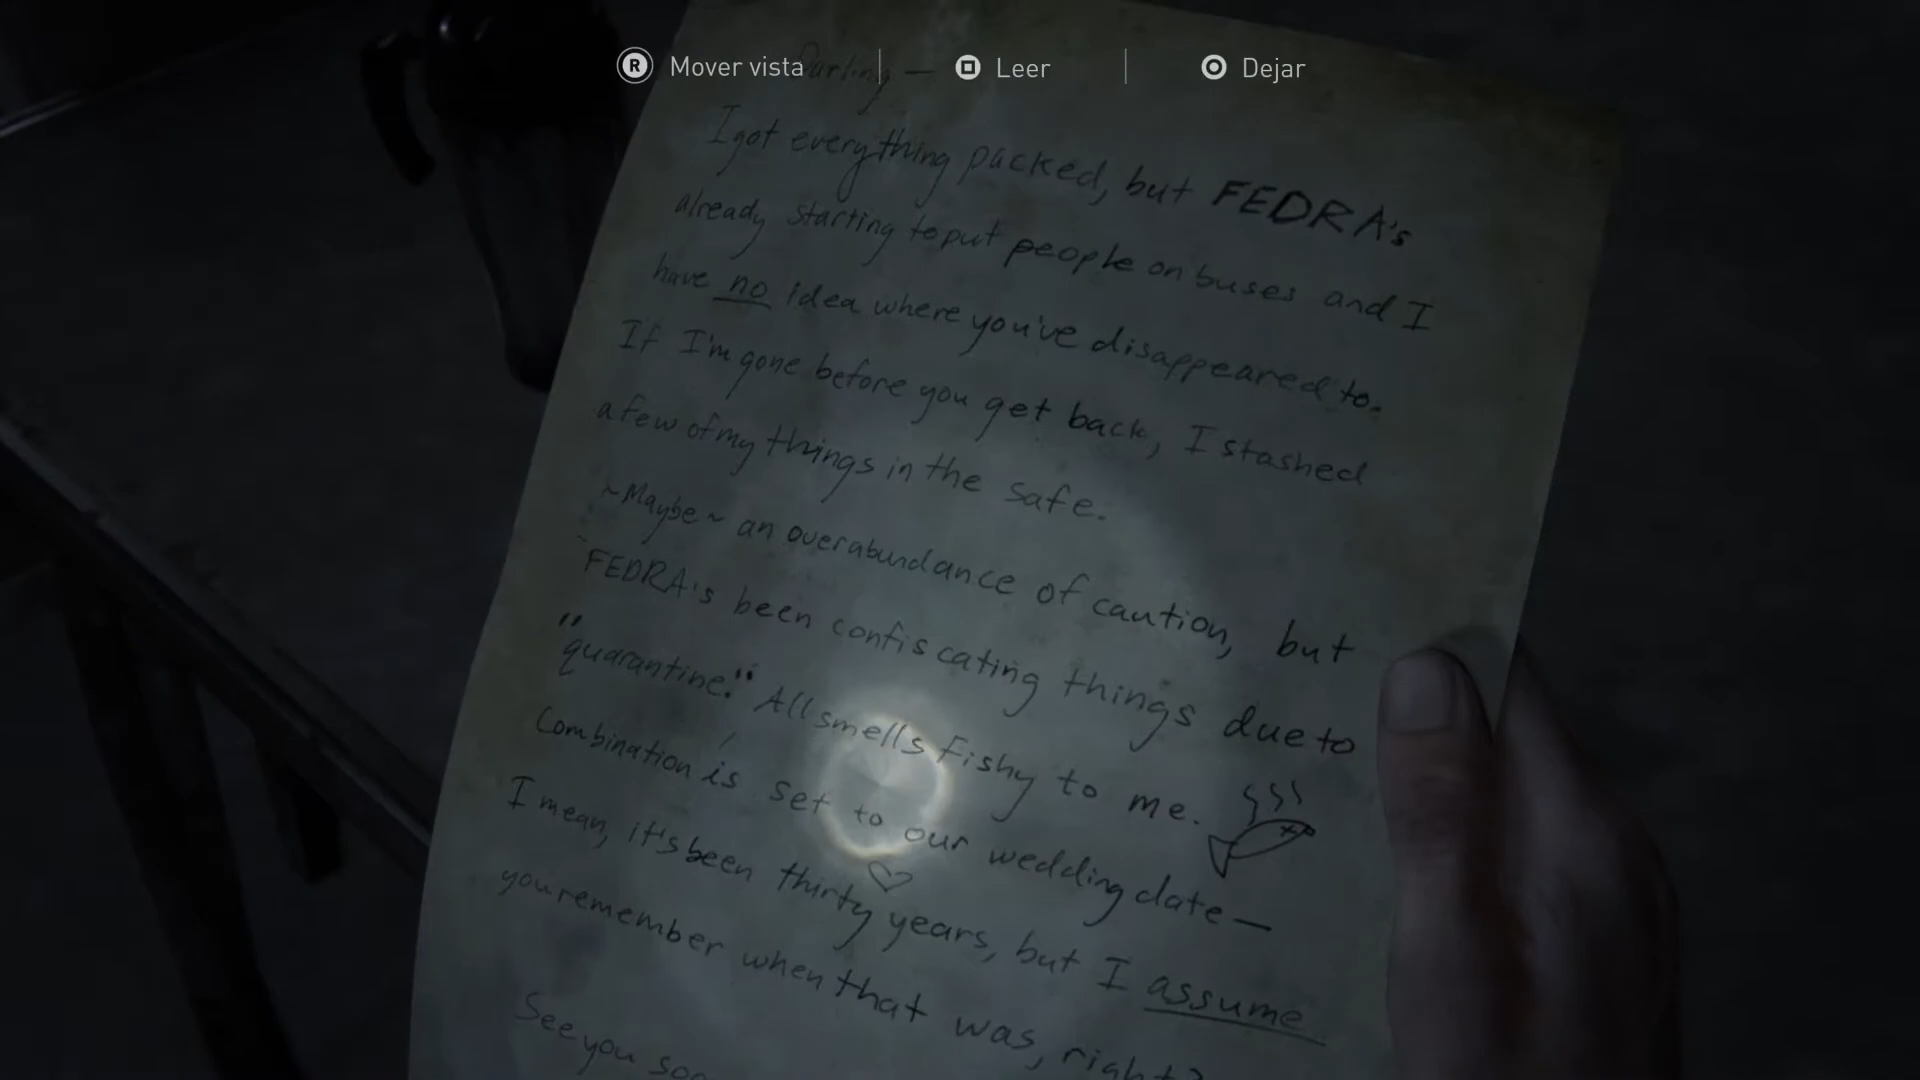 Mover vista
Leer
Dejar
Darling —
I got everything packed, but FEDRA's
already starting to put people on buses and I
have no idea where you've disappeared to.
If I'm gone before you get back, I stashed
a few of my things in the safe.
~Maybe~ an overabundance of caution, but
FEDRA's been confiscating things due to
"quarantine." All smells fishy to me.
Combination is set to our wedding date —
I mean, it's been thirty years, but I assume
you remember when that was, right?
See you